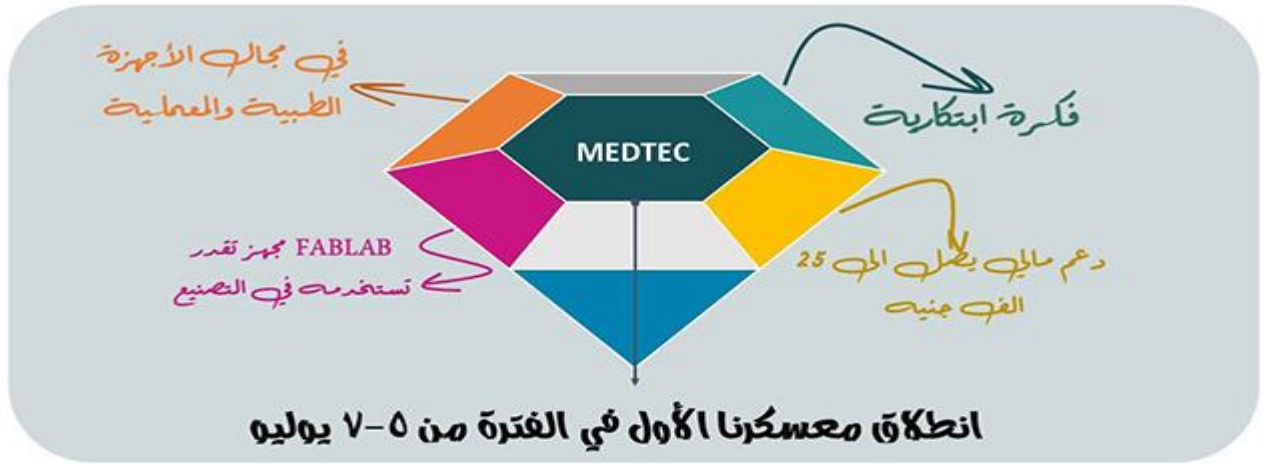 فكرة ابتكارية
في مجال الأجهزة
الطبية والمعملية
MEDTEC
دعم مالي يصل الى 25
الف جنيه
FABLAB مجهز تقدر
تستخدمه في التصنيع
انطلاق معسكرنا الأول في الفترة من ٥-٧ يوليو